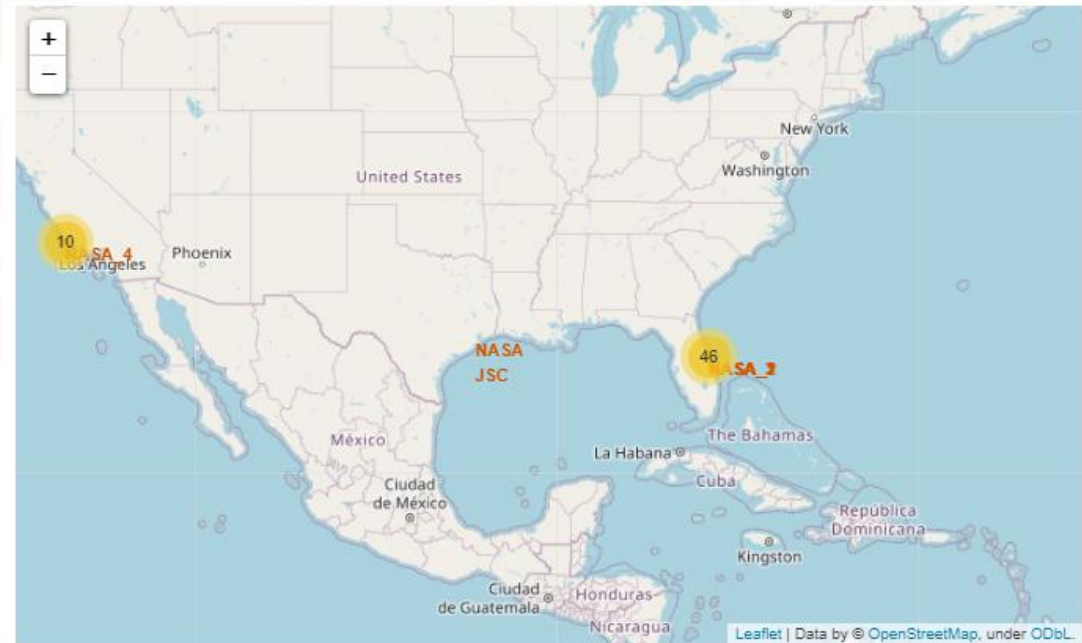 +
−
New York
Washington
United States
10
NASA_4
Phoenix
Los Angeles
NASA
JSC
46
México
La Habana
The Bahamas
Cuba
Ciudad
de México
República
Dominicana
Kingston
Ciudad
de Guatemala
Honduras
Nicaragua
Leaflet | Data by © OpenStreetMap, under ODbL.